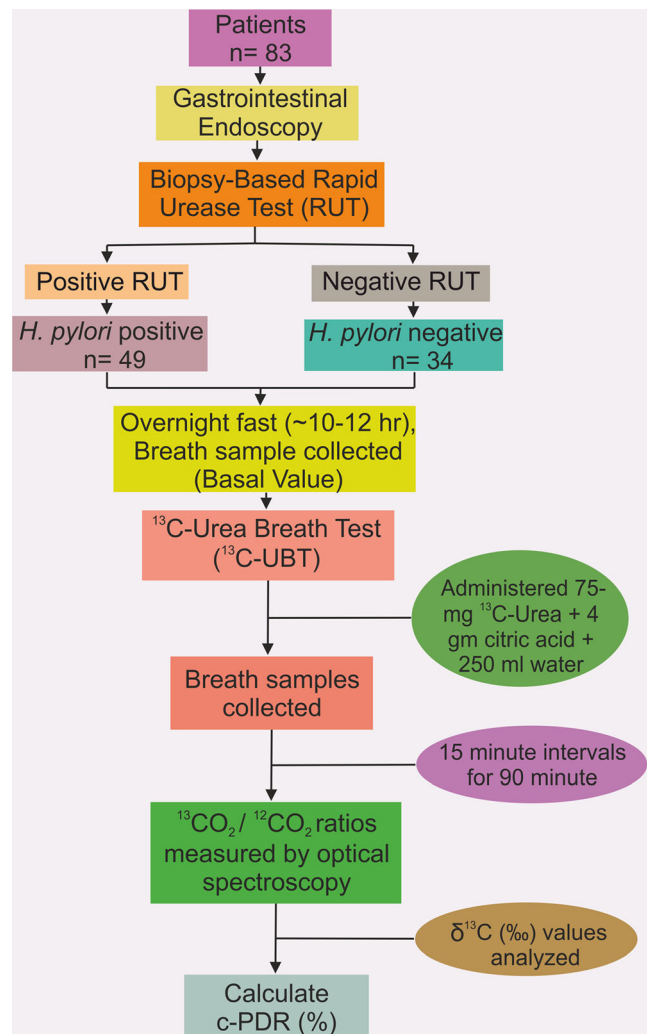 Patients
n= 83
Gastrointestinal
Endoscopy
Biopsy-Based Rapid
Urease Test (RUT)
Positive RUT
Negative RUT
H. pylori positive
n= 49
H. pylori negative
n= 34
Overnight fast (~10-12 hr),
Breath sample collected
(Basal Value)
¹³C-Urea Breath Test
(¹³C-UBT)
Administered 75-
mg ¹³C-Urea + 4
gm citric acid +
250 ml water
Breath samples
collected
15 minute intervals
for 90 minute
¹³CO₂/ ¹²CO₂ ratios
measured by optical
spectroscopy
δ¹³C (‰) values
analyzed
Calculate
c-PDR (%)